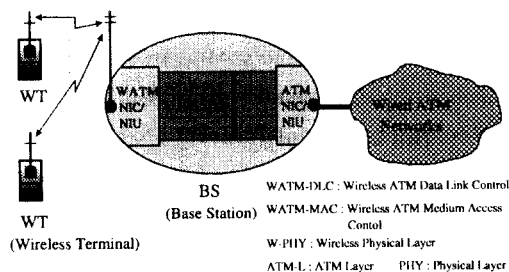 WT
WATM
NIC/
NIU
ATM
NIC/
NIU
Wired ATM
Networks
WT
(Wireless Terminal)
BS
(Base Station)
WATM-DLC : Wireless ATM Data Link Control
WATM-MAC : Wireless ATM Medium Access
Contol
W-PHY : Wireless Physical Layer
ATM-L : ATM Layer PHY : Physical Layer